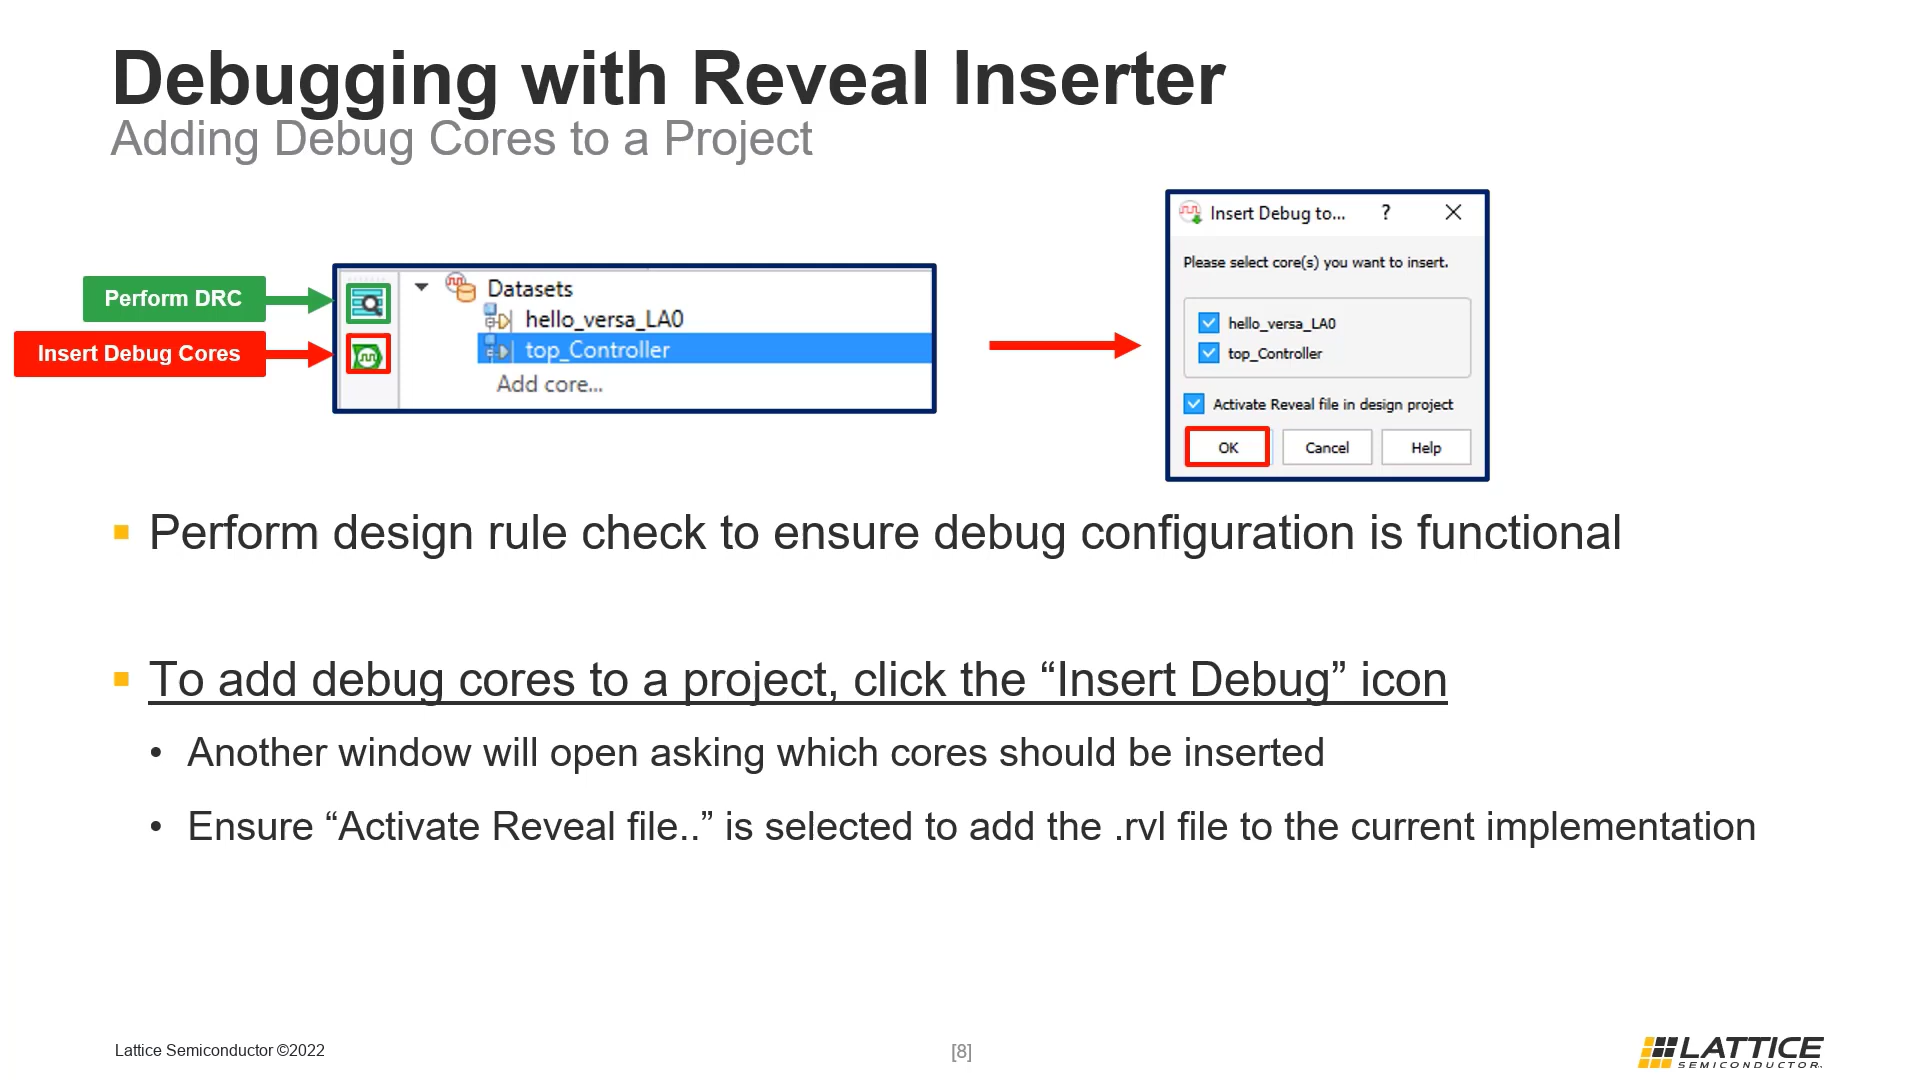 Debugging with Reveal Inserter
Adding Debug Cores to a Project
Perform DRC
Insert Debug Cores
Datasets
hello_versa_LA0
top_Controller
Add core...
Insert Debug to... ?
Please select core(s) you want to insert.
hello_versa_LA0
top_Controller
Activate Reveal file in design project
OK Cancel Help
▪ Perform design rule check to ensure debug configuration is functional
▪ To add debug cores to a project, click the “Insert Debug” icon
• Another window will open asking which cores should be inserted
• Ensure “Activate Reveal file..” is selected to add the .rvl file to the current implementation
Lattice Semiconductor ©2022
[8]
LATTICE
SEMICONDUCTOR